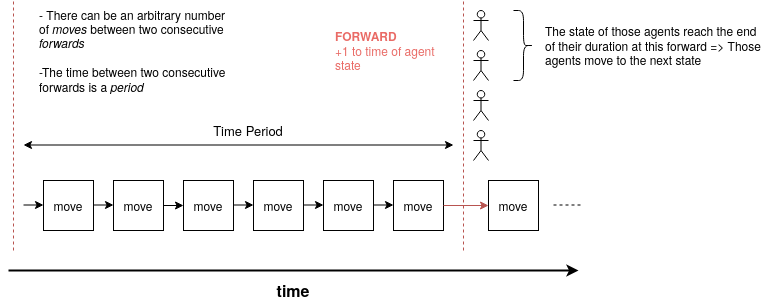 - There can be an arbitrary number
of moves between two consecutive
forwards
-The time between two consecutive
forwards is a period
FORWARD
+1 to time of agent
state
The state of those agents reach the end
of their duration at this forward => Those
agents move to the next state
Time Period
move
move
move
move
move
move
move
time